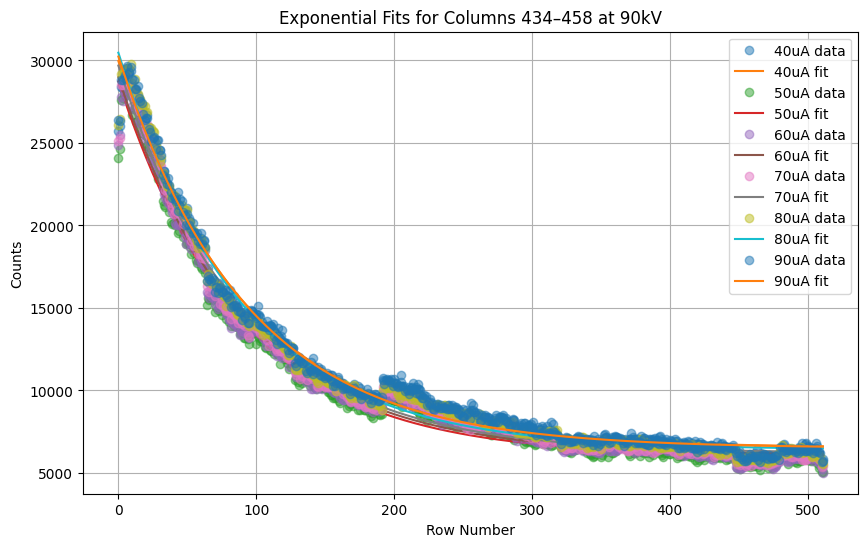 Exponential Fits for Columns 434–458 at 90kV
40uA data
40uA fit
50uA data
50uA fit
60uA data
60uA fit
70uA data
70uA fit
80uA data
80uA fit
90uA data
90uA fit
Counts
30000
25000
20000
15000
10000
5000
0
100
200
300
400
500
Row Number